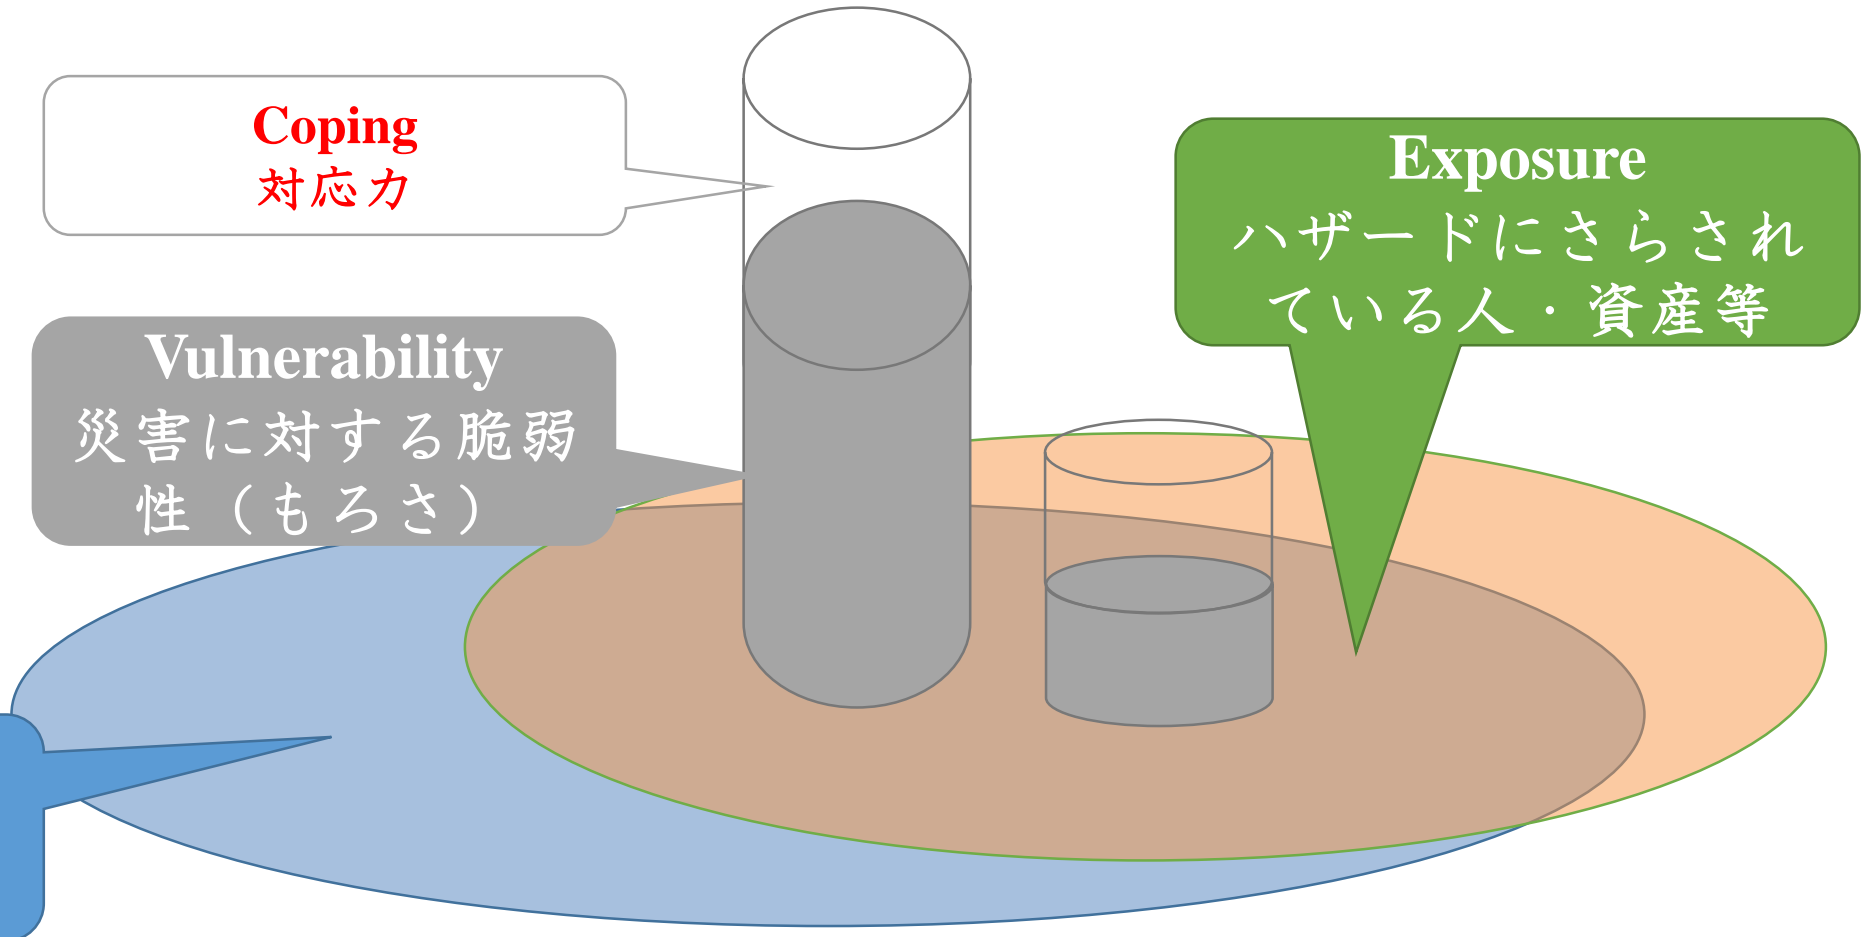 Coping
対応力
Exposure
ハザードにさらされ
ている人・資産等
Vulnerability
災害に対する脆弱
性（もろさ）